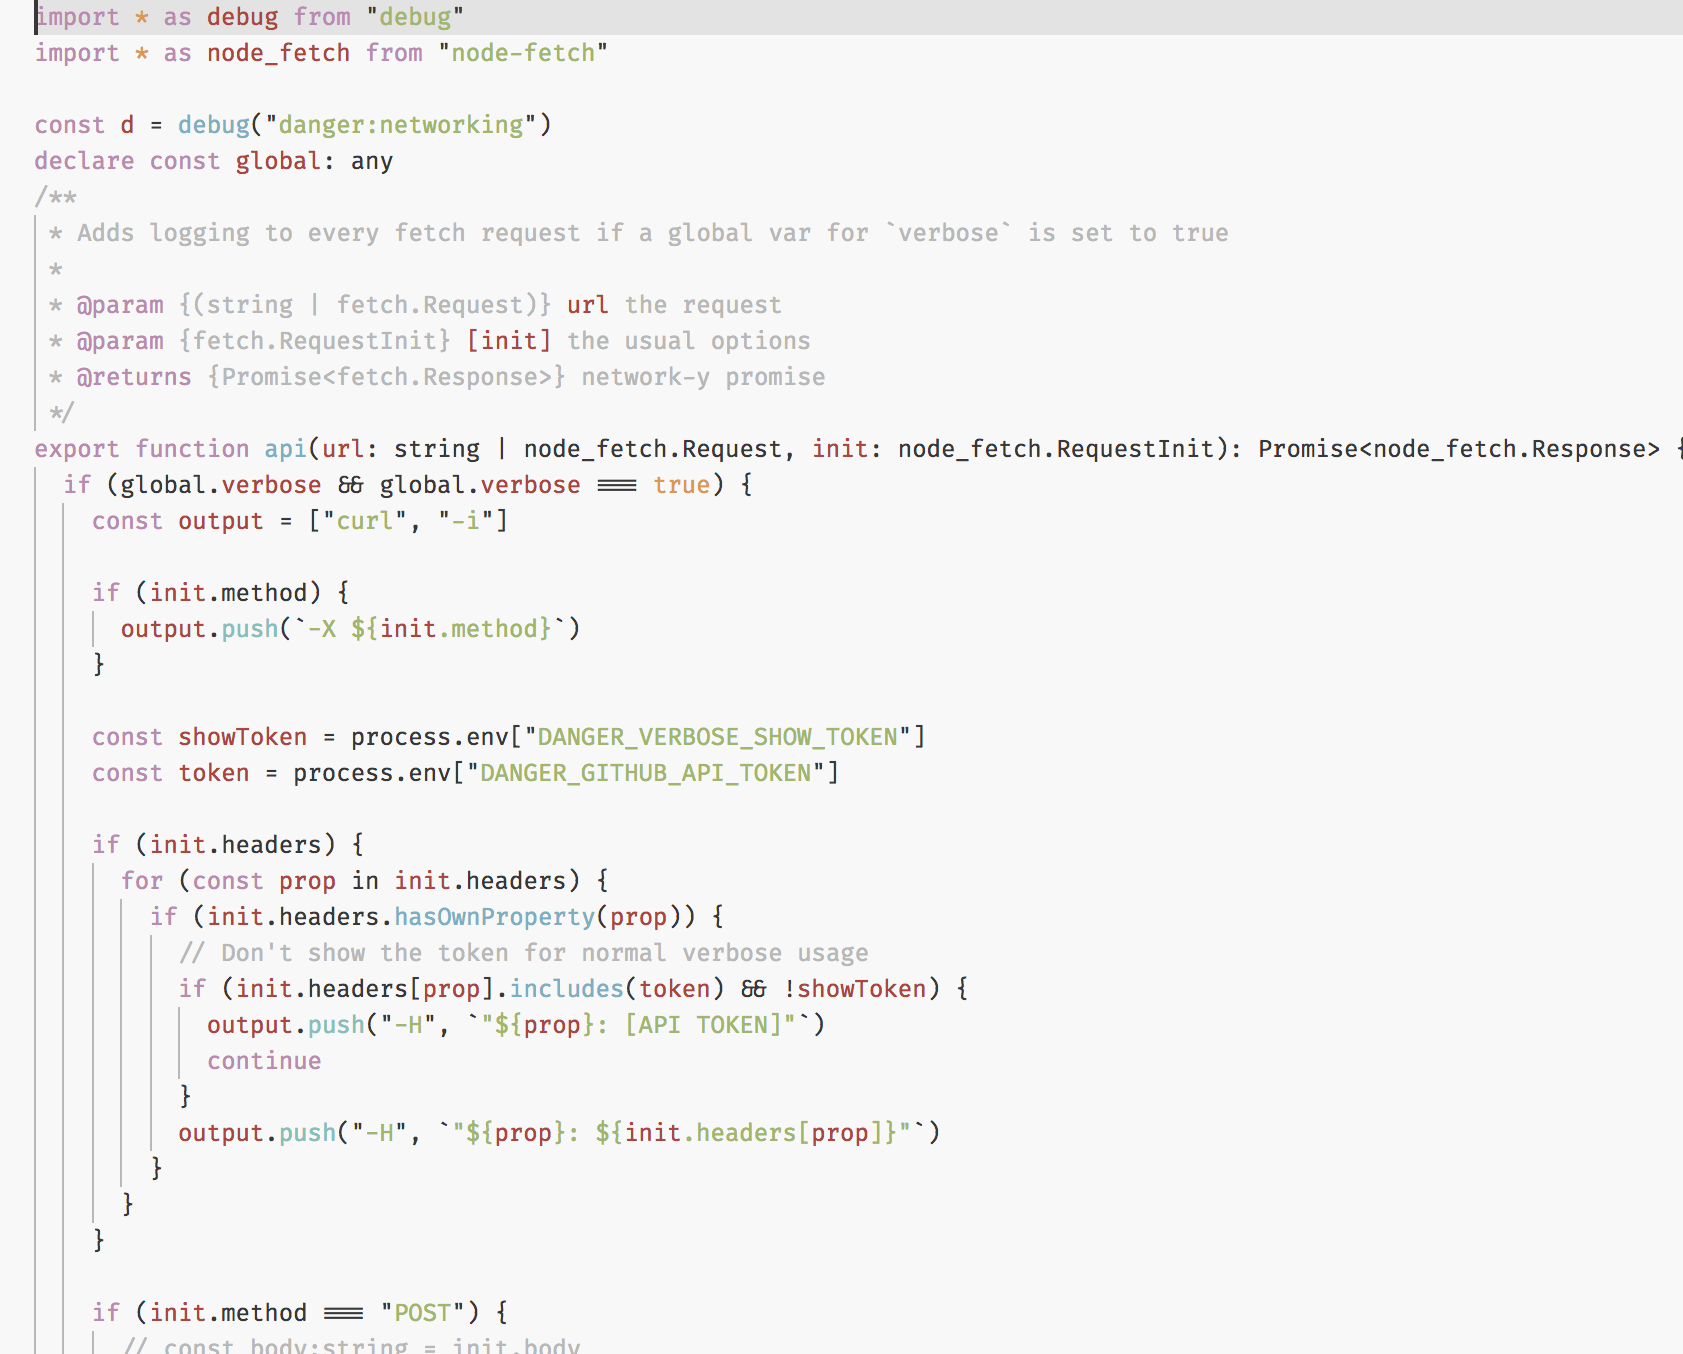 import * as debug from "debug"
import * as node_fetch from "node-fetch"
const d = debug("danger:networking")
declare const global: any
/**
* Adds logging to every fetch request if a global var for `verbose` is set to true
*
* @param {(string | fetch.Request)} url the request
* @param {fetch.RequestInit} [init] the usual options
* @returns {Promise<fetch.Response>} network-y promise
*/
export function api(url: string | node_fetch.Request, init: node_fetch.RequestInit): Promise<node_fetch.Response> {
if (global.verbose && global.verbose === true) {
const output = ["curl", "-i"]
if (init.method) {
output.push(`-X ${init.method}`)
}
const showToken = process.env["DANGER_VERBOSE_SHOW_TOKEN"]
const token = process.env["DANGER_GITHUB_API_TOKEN"]
if (init.headers) {
for (const prop in init.headers) {
if (init.headers.hasOwnProperty(prop)) {
// Don't show the token for normal verbose usage
if (init.headers[prop].includes(token) && !showToken) {
output.push("-H", `"${prop}: [API TOKEN]"`)
continue
}
output.push("-H", `"${prop}: ${init.headers[prop]}"`)
}
}
}
if (init.method === "POST") {
// const body:string = init.body